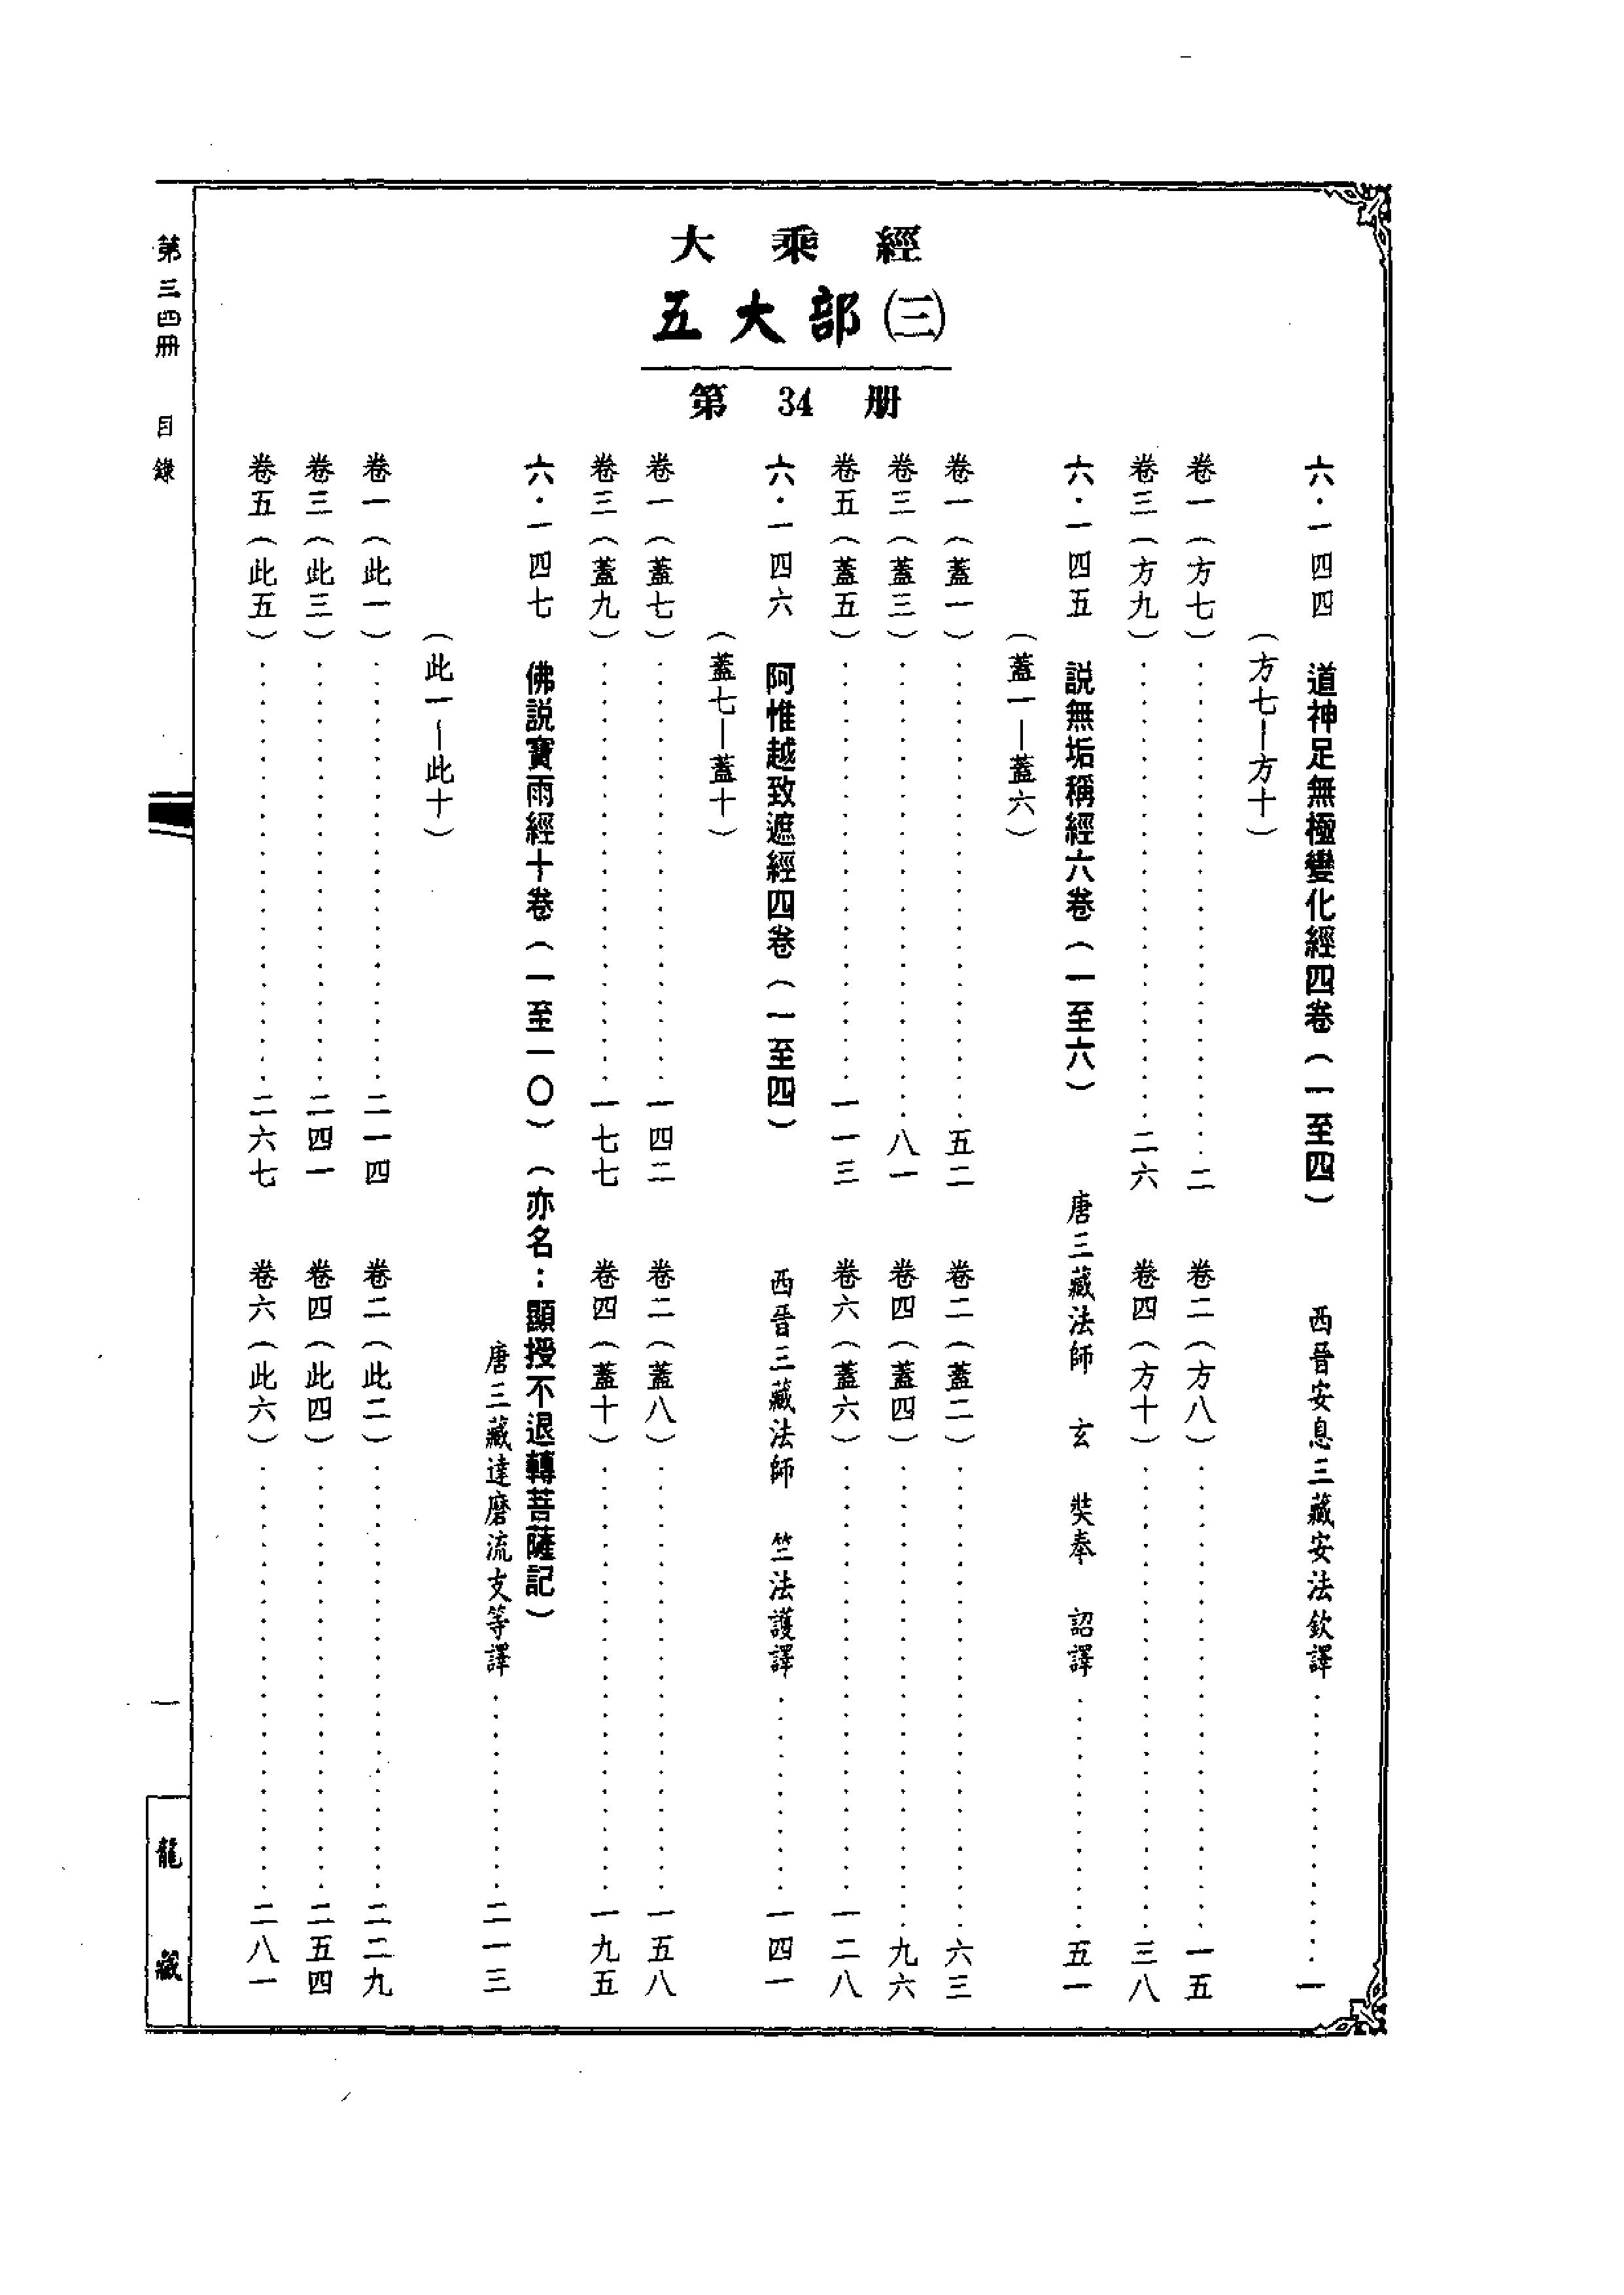 大乘經
五大部㈢
第34册
六·一四四　道神足無極變化經四卷（一至四）　西晉安息三藏安法欽譯……一
（方七—方十）
卷一（方七）……二　卷二（方八）……一五
卷三（方九）……二六　卷四（方十）……三八
六·一四五　説無垢稱經六卷（一至六）　唐三藏法師　玄　奘奉　詔譯……五一
（蓋一—蓋六）
卷一（蓋一）……五二　卷二（蓋二）……六三
卷三（蓋三）……八一　卷四（蓋四）……九六
卷五（蓋五）……一一三　卷六（蓋六）……一二八
六·一四六　阿惟越致遮經四卷（一至四）　西晉三藏法師　竺法護譯……一四一
（蓋七—蓋十）
卷一（蓋七）……一四二　卷二（蓋八）……一五八
卷三（蓋九）……一七七　卷四（蓋十）……一九五
六·一四七　佛説寶雨經十卷（一至一〇）（亦名：顯授不退轉菩薩記）
唐三藏達磨流支等譯……二一三
（此一—此十）
卷一（此一）……二一四　卷二（此二）……二二九
卷三（此三）……二四一　卷四（此四）……二五四
卷五（此五）……二六七　卷六（此六）……二八一
第三四冊　目錄
一
龍藏